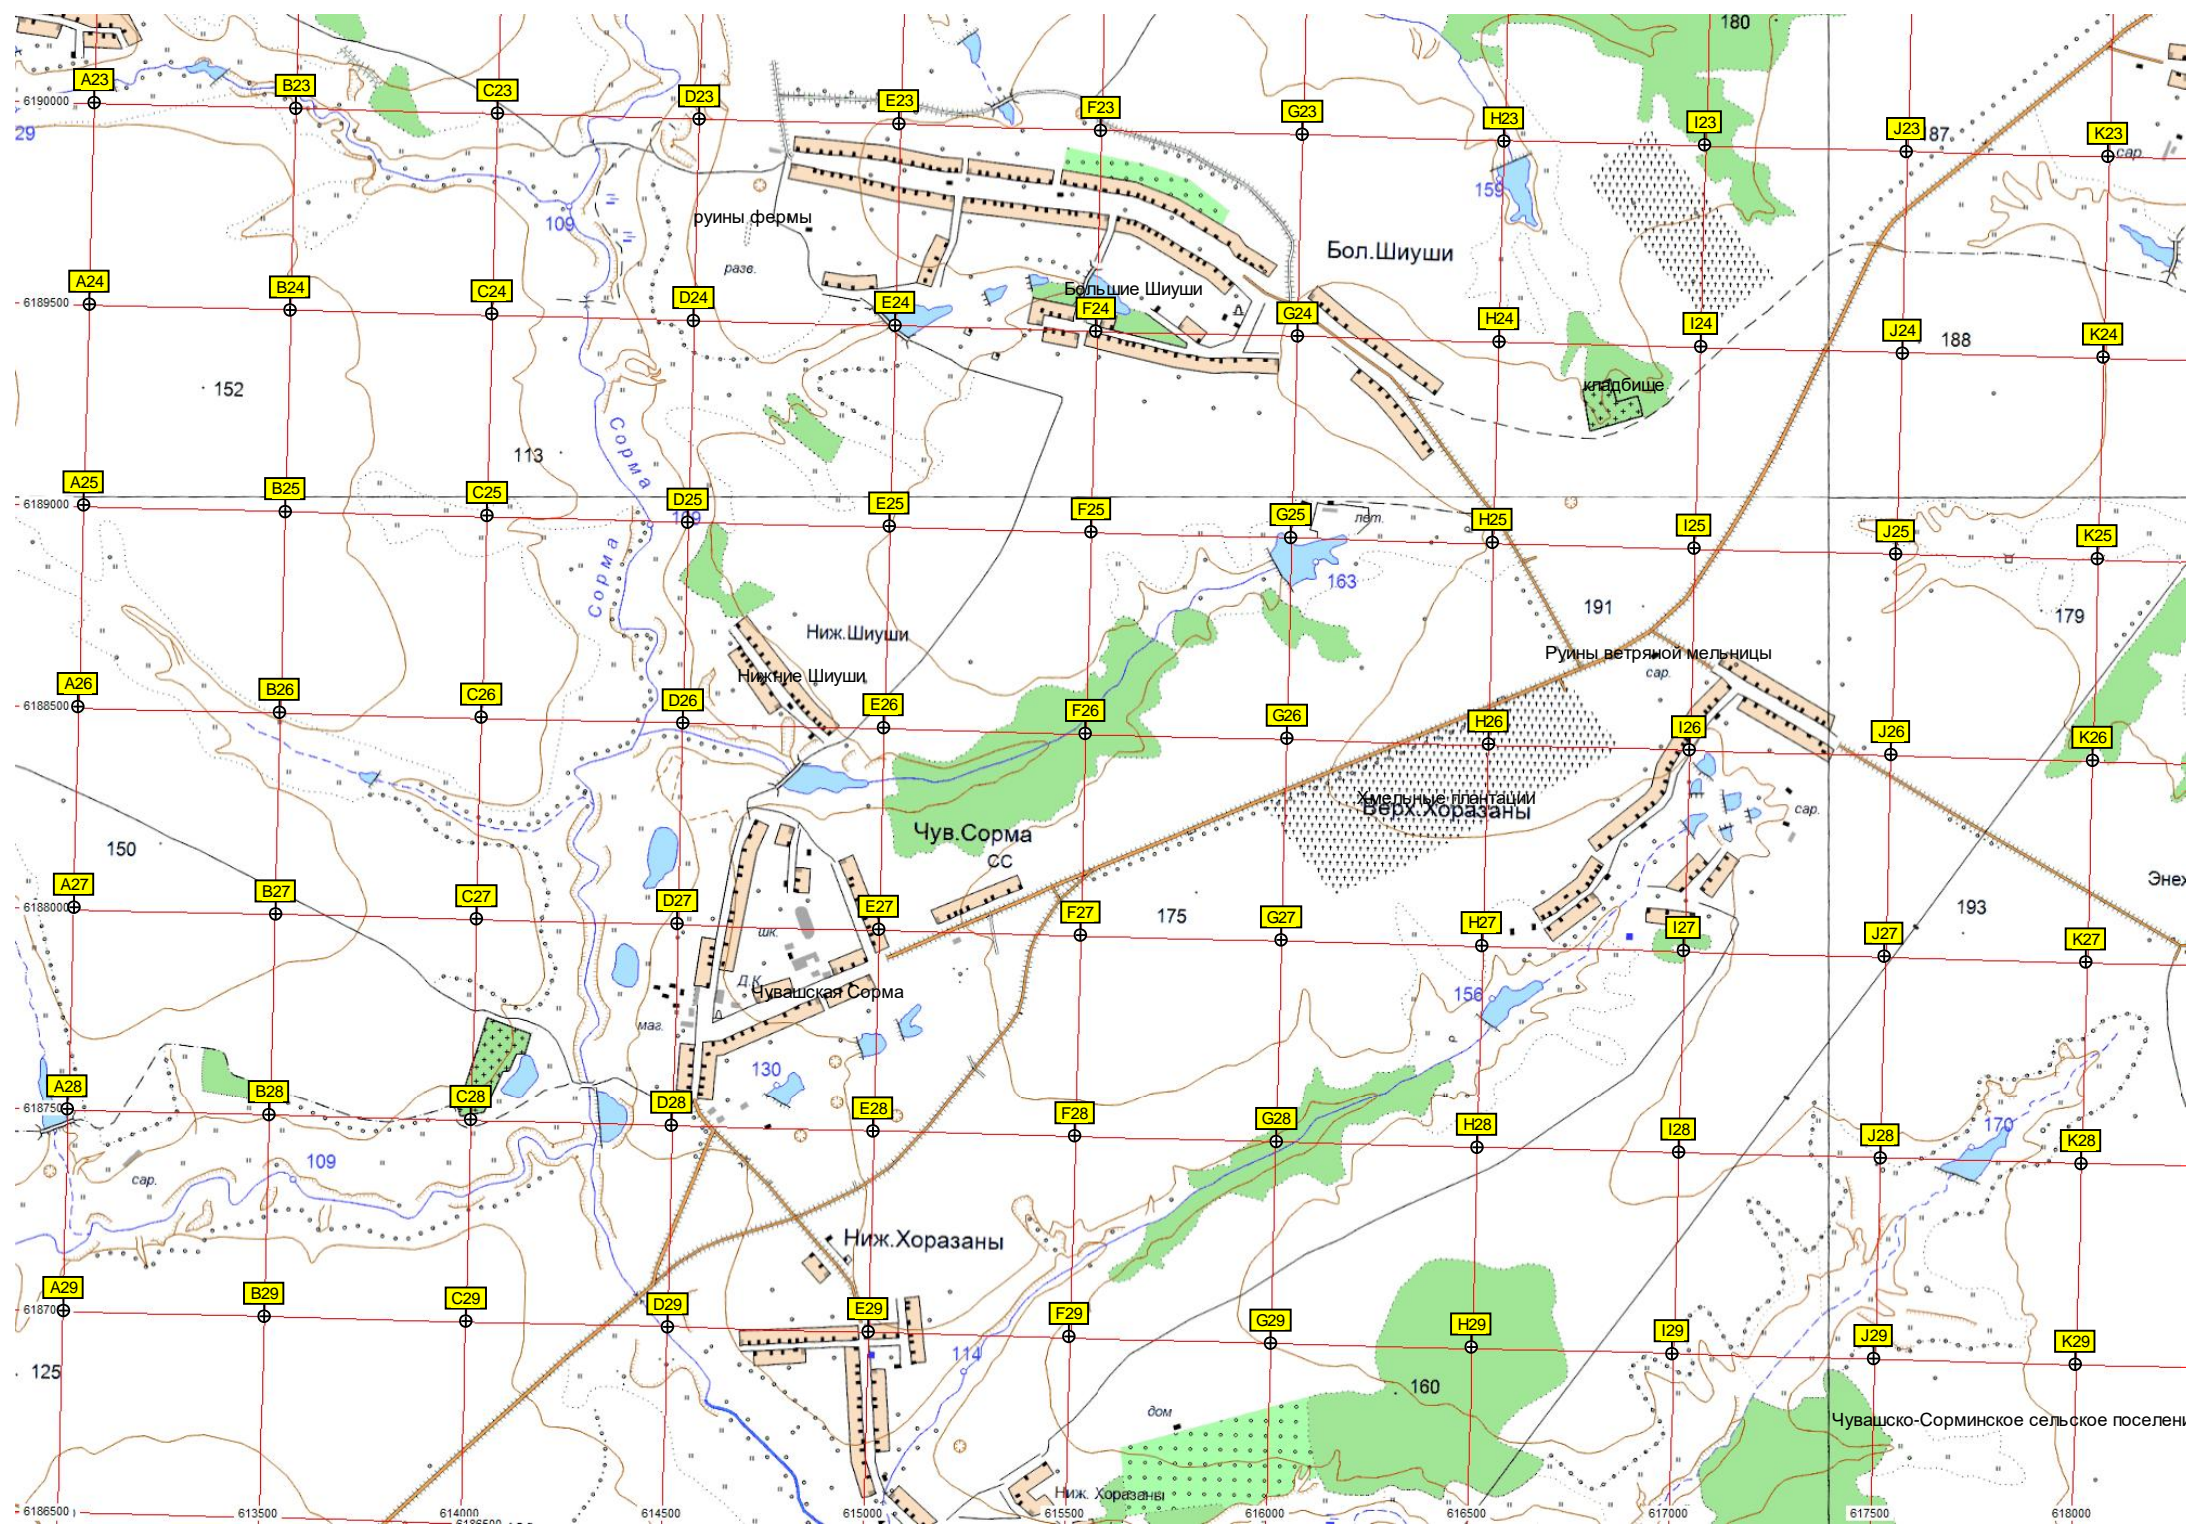 180
A23
B23
C23
D23
E23
F23
G23
H23
I23
J23
87
K23
6190000
29
сар.
159
109
руины фермы
разв.
Бол.Шиуши
Большие Шиуши
A24
B24
C24
D24
E24
F24
G24
H24
I24
J24
188
K24
6189500
152
кладбище
Сорма
113
A25
B25
C25
D25
E25
F25
G25
лет.
H25
I25
J25
K25
6189000
163
Сорма
191
179
Ниж.Шиуши
Нижние Шиуши
Руины ветряной мельницы
сар.
A26
B26
C26
D26
E26
F26
G26
H26
I26
J26
K26
6188500
Хмельные плантации
Верх.Хоразаны
сар.
Чув.Сорма
СС
150
A27
B27
C27
D27
E27
F27
175
G27
H27
I27
J27
193
K27
6188000
шк.
Д.К.
Чувашская Сорма
156
маг.
130
A28
B28
C28
D28
E28
F28
G28
H28
I28
J28
170
K28
6187500
109
сар.
Ниж.Хоразаны
A29
B29
C29
D29
E29
F29
G29
H29
I29
J29
K29
61870
114
125
160
дом
Чувашско-Сорминское сельское поселени
Ниж. Хоразаны
6186500
613500
614000
614500
615000
615500
616000
616500
617000
617500
618000